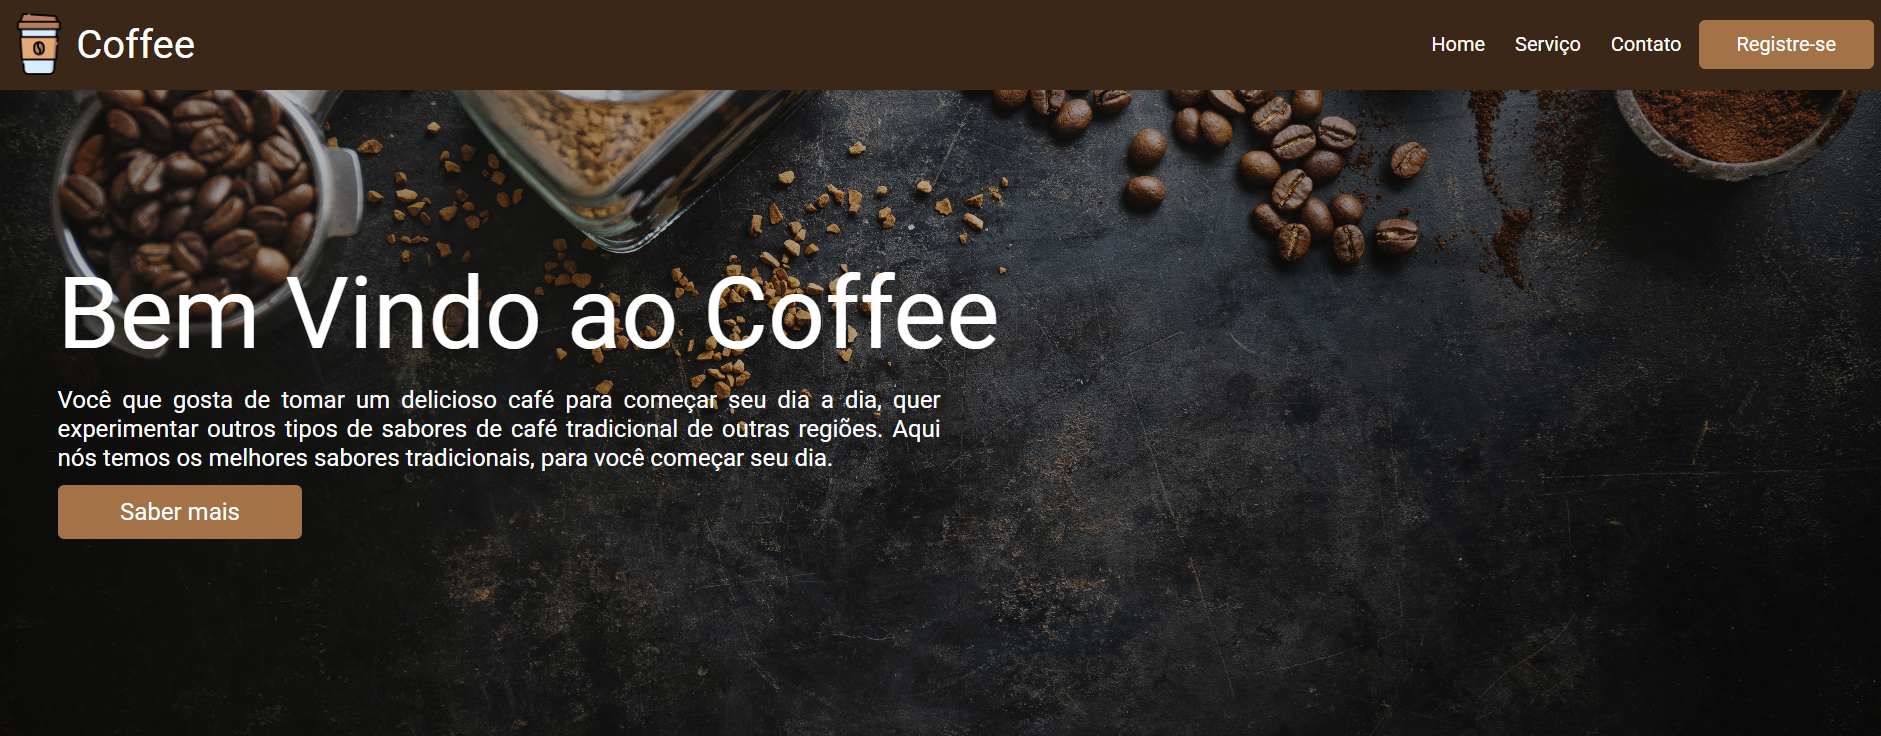 Coffee
Home Serviço Contato Registre-se
Bem Vindo ao Coffee
Você que gosta de tomar um delicioso café para começar seu dia a dia, quer
experimentar outros tipos de sabores de café tradicional de outras regiões. Aqui
nós temos os melhores sabores tradicionais, para você começar seu dia.
Saber mais